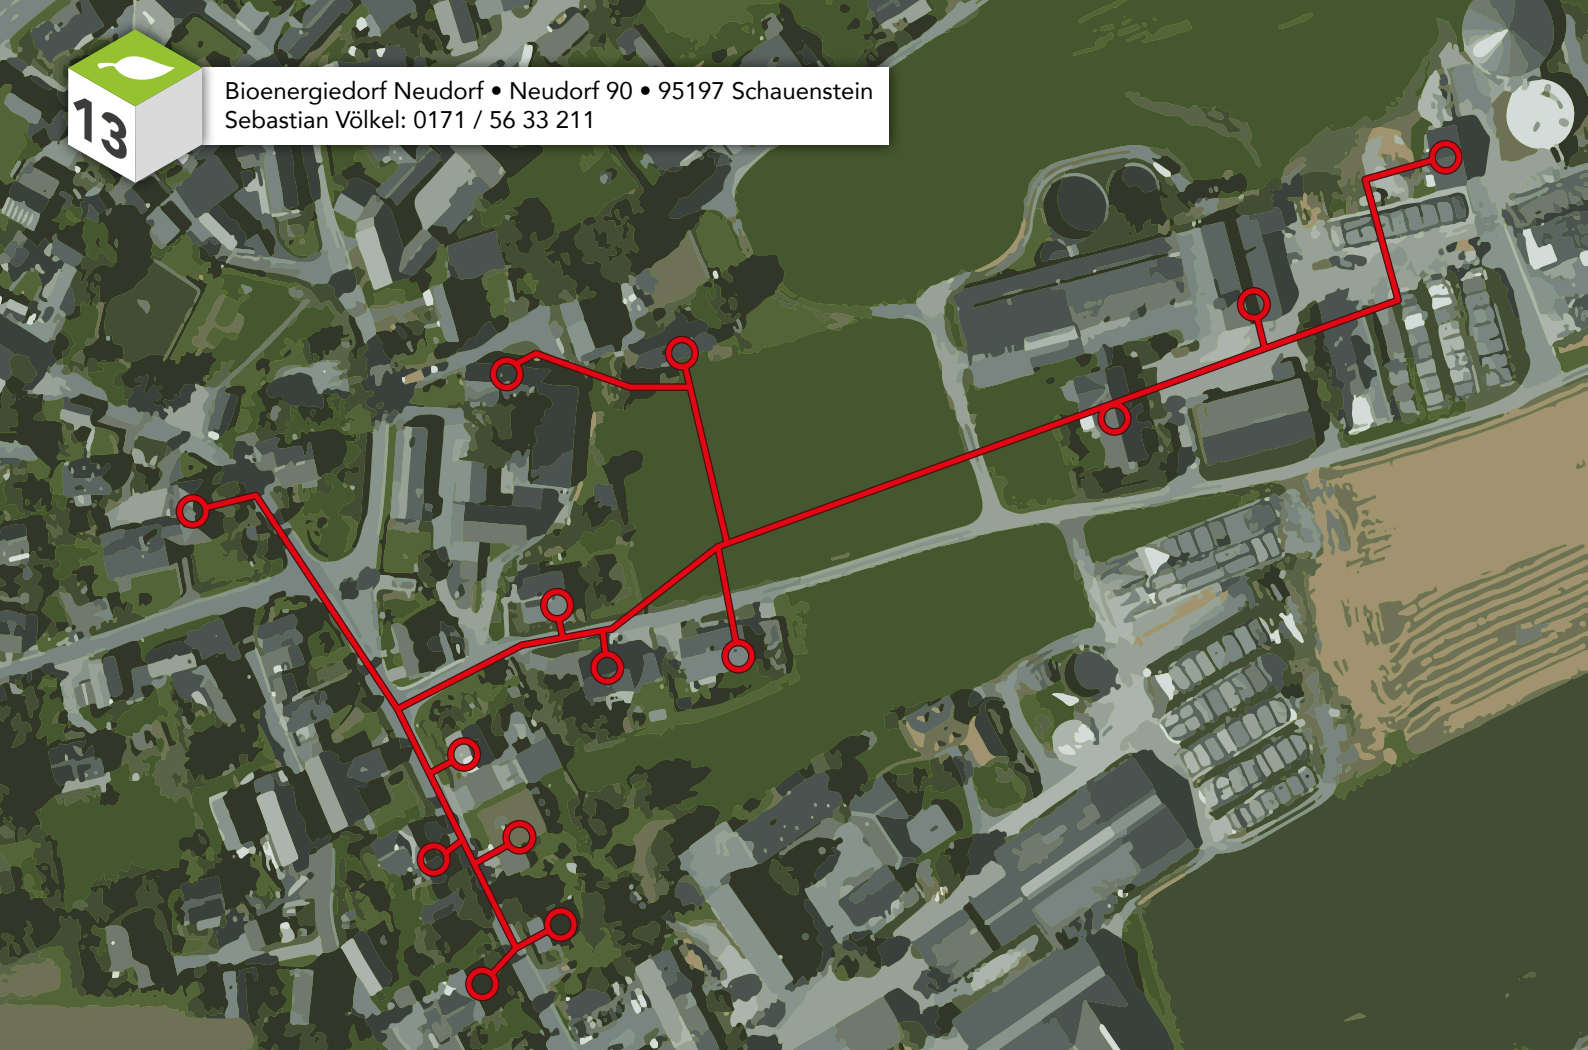 13
Bioenergiedorf Neudorf • Neudorf 90 • 95197 Schauenstein
Sebastian Völkel: 0171 / 56 33 211